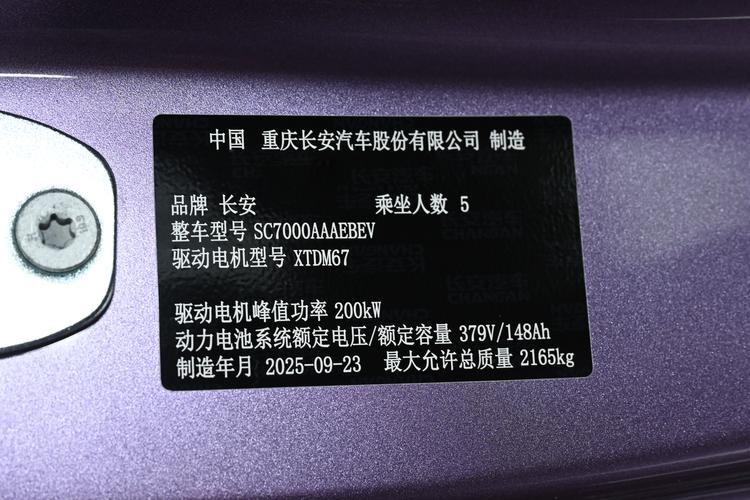 中国 重庆长安汽车股份有限公司 制造
品牌 长安 乘坐人数 5
整车型号 SC7000AAAEBEV
驱动电机型号 XTDM67
驱动电机峰值功率 200kW
动力电池系统额定电压/额定容量 379V/148Ah
制造年月 2025-09-23 最大允许总质量 2165kg